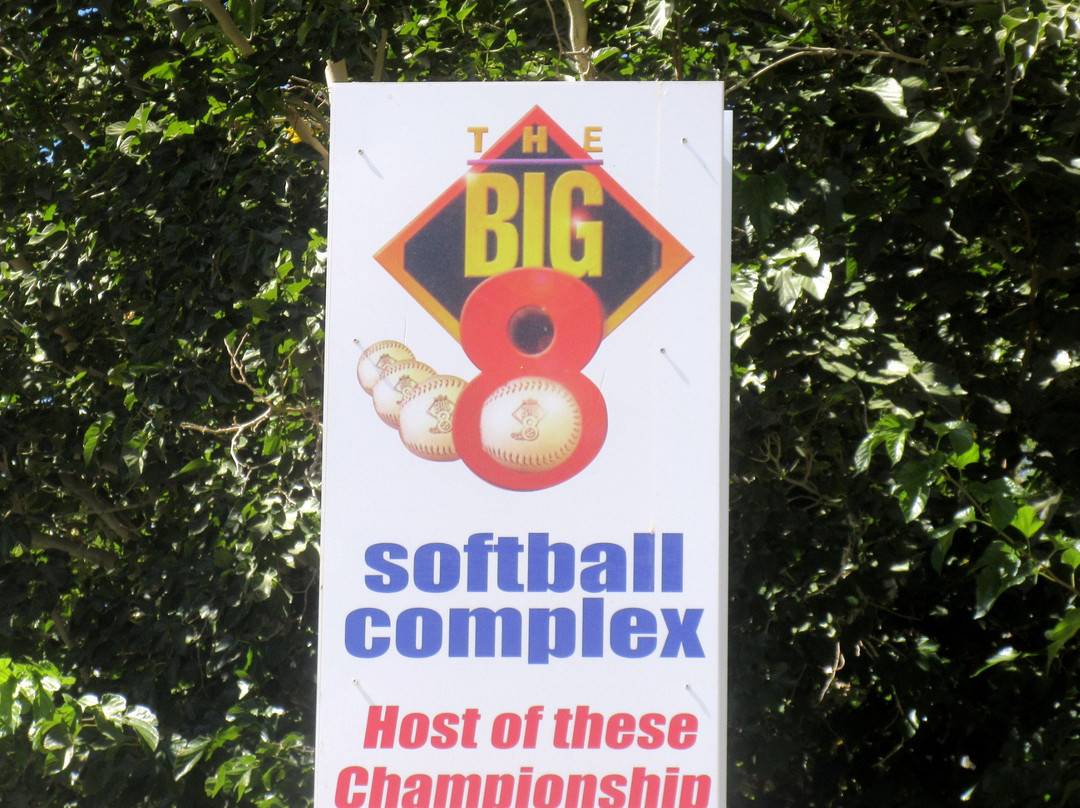 THE
BIG
8
softball
complex
Host of these
Championship